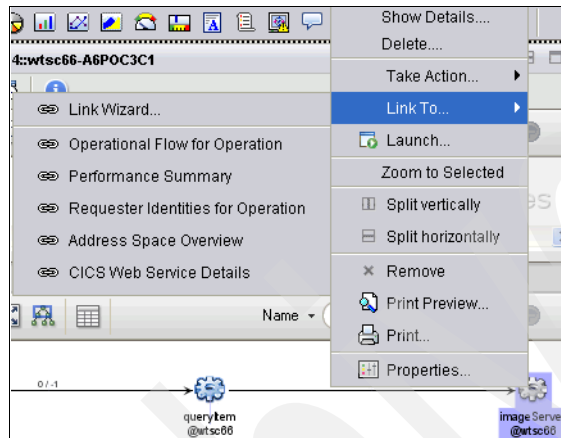 Show Details....
Delete....
4::wtsc66-A6POC3C1
Take Action...
Link Wizard...
Link To...
Operational Flow for Operation
Launch...
Performance Summary
Zoom to Selected
Requester Identities for Operation
Split vertically
Address Space Overview
Split horizontally
CICS Web Service Details
Remove
Print Preview...
Name
Print...
Properties...
0 / -1
queryItem
@wtsc66
imageServe
@wtsc66